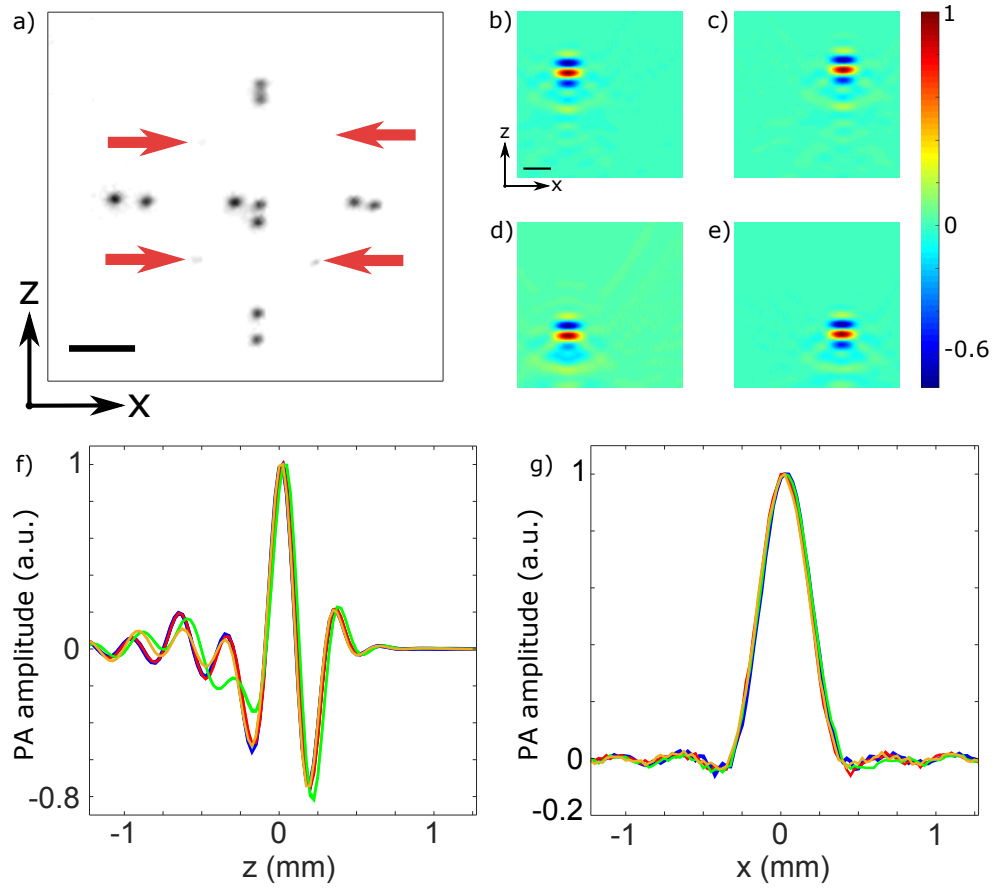 a)
z
x
b)
c)
z
x
d)
e)
1
0
-0.6
f)
1
0
-0.8
PA amplitude (a.u.)
-1
0
1
z (mm)
g)
1
0
-0.2
PA amplitude (a.u.)
-1
0
1
x (mm)